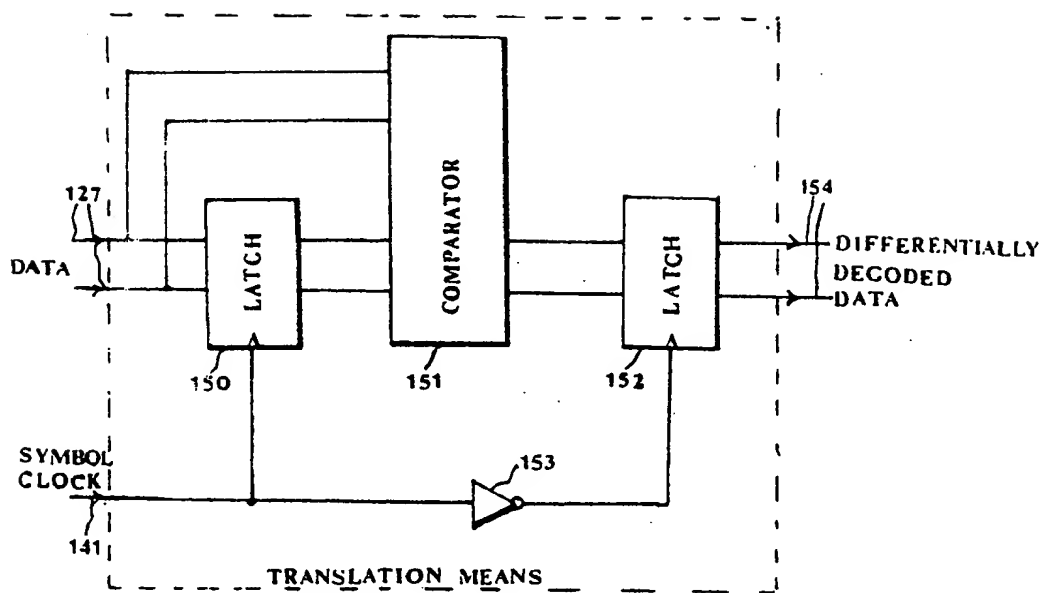 COMPARATOR
127
154
DATA
LATCH
LATCH
DIFFERENTIALLY
DECODED
DATA
150
151
152
SYMBOL
CLOCK
153
141
TRANSLATION MEANS